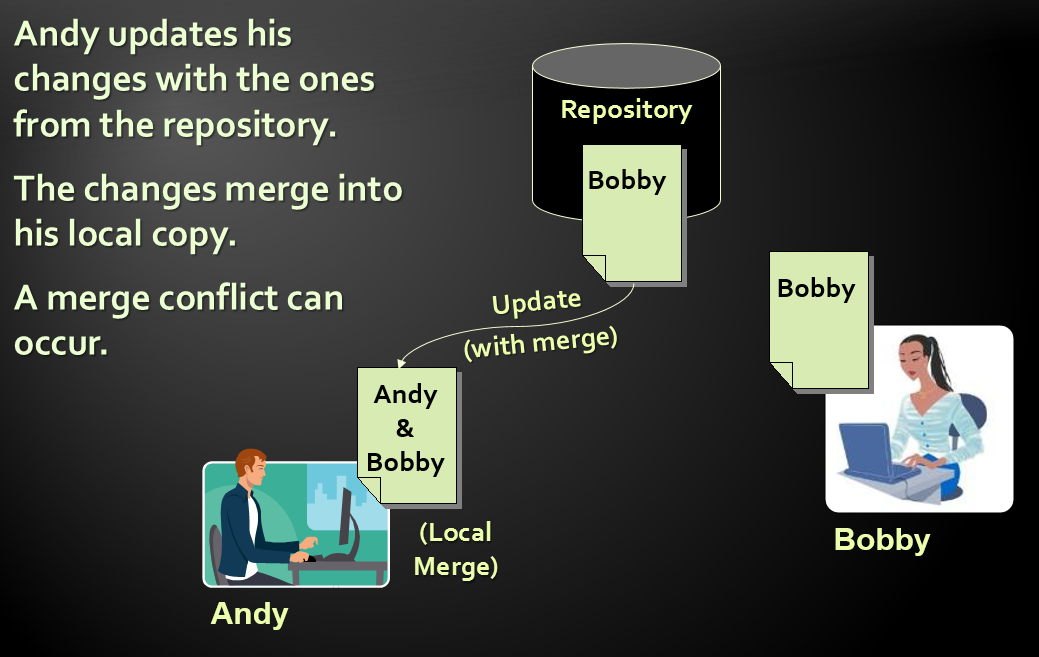 Andy updates his
changes with the ones
from the repository.
The changes merge into
his local copy.
A merge conflict can
occur.
Repository
Bobby
Bobby
Update
(with merge)
Andy
&
Bobby
(Local
Merge)
Andy
Bobby